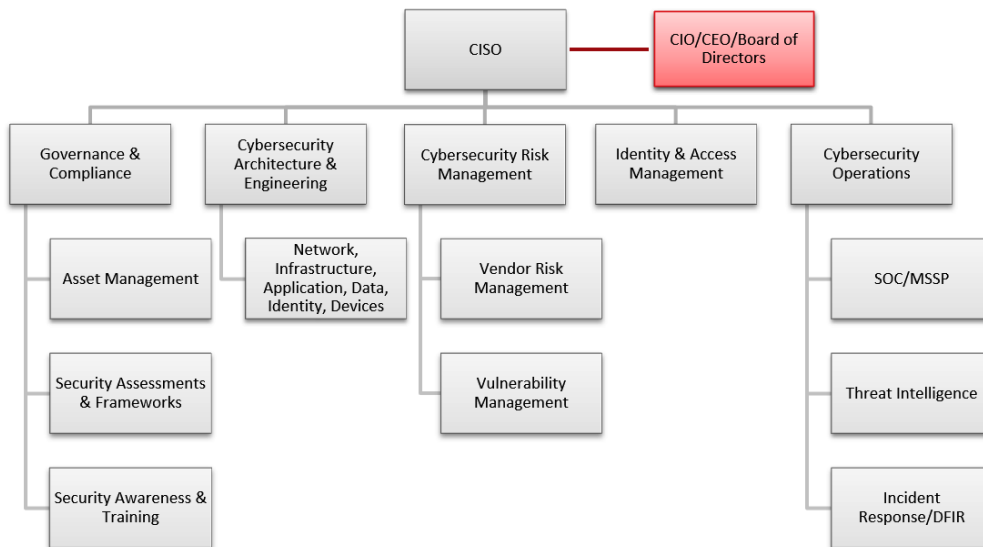 CISO
CIO/CEO/Board of
Directors
Governance &
Compliance
Cybersecurity
Architecture &
Engineering
Cybersecurity Risk
Management
Identity & Access
Management
Cybersecurity
Operations
Asset Management
Network,
Infrastructure,
Application, Data,
Identity, Devices
Vendor Risk
Management
SOC/MSSP
Security Assessments
& Frameworks
Vulnerability
Management
Threat Intelligence
Security Awareness &
Training
Incident
Response/DFIR